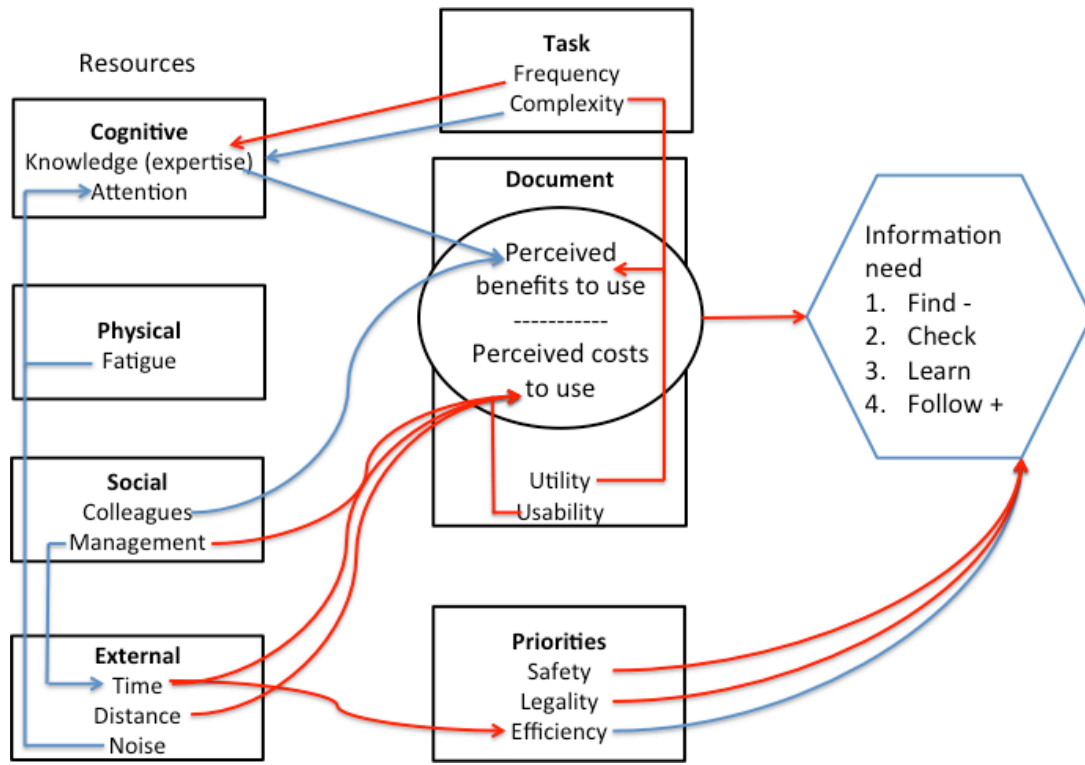 Resources
Cognitive
Knowledge (expertise)
Attention
Physical
Fatigue
Social
Colleagues
Management
External
Time
Distance
Noise
Task
Frequency
Complexity
Document
Perceived
benefits to use
-----------
Perceived costs
to use
Utility
Usability
Priorities
Safety
Legality
Efficiency
Information
need
1. Find -
2. Check
3. Learn
4. Follow +